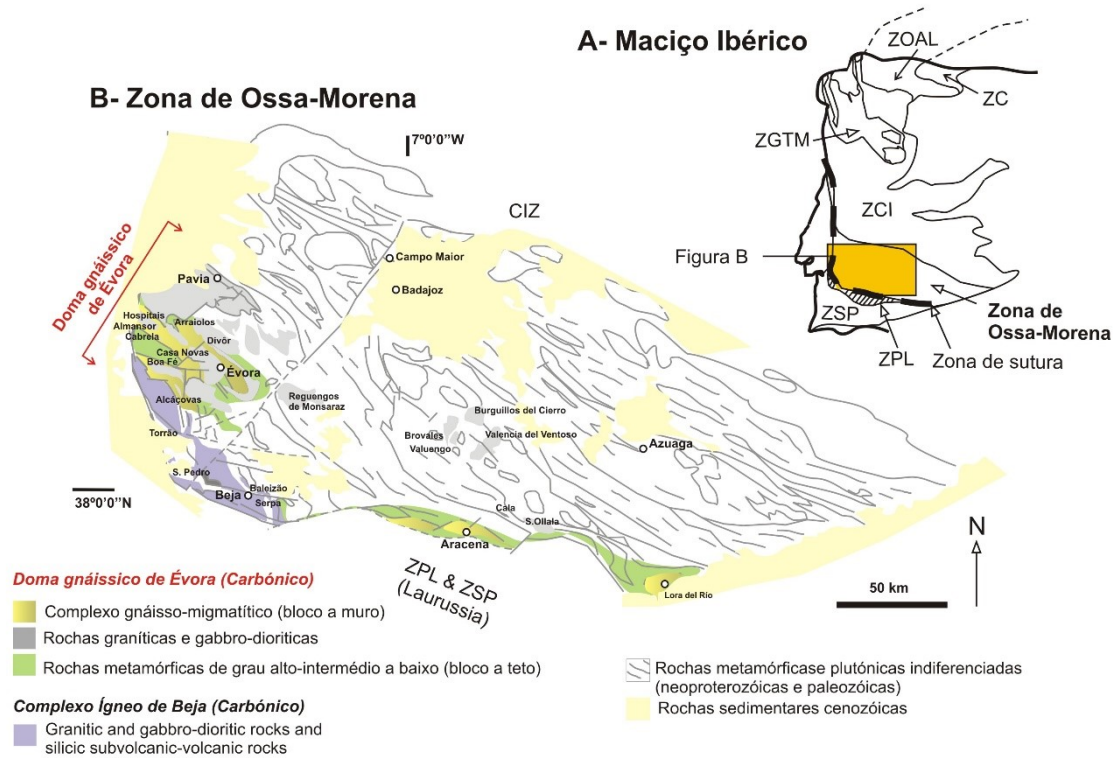 A- Maciço Ibérico
ZOAL
ZC
ZGTM
ZCI
Figura B
ZSP
ZPL
Zona de
Ossa-Morena
Zona de sutura
B- Zona de Ossa-Morena
7º0’0’’W
CIZ
Doma gnáissico
de Évora
Pavia
Campo Maior
Badajoz
Hospitais
Almansor
Cabrela
Arraiolos
Divôr
Casa Novas
Boa Fé
Évora
Alcáçovas
Reguengos
de Monsaraz
Torrão
Burguillos del Cierro
Brovales
Valuengo
Valencia del Ventoso
Azuaga
S. Pedro
Beja
Baleizão
Serpa
38º0’0’’N
Cala
S.Ollala
Aracena
Lora del Río
ZPL & ZSP
(Laurussia)
N
50 km
Doma gnáissico de Évora (Carbónico)
Complexo gnáisso-migmatítico (bloco a muro)
Rochas graníticas e gabbro-dioriticas
Rochas metamórficas de grau alto-intermédio a baixo (bloco a teto)
Complexo Ígneo de Beja (Carbónico)
Granitic and gabbro-dioritic rocks and
silicic subvolcanic-volcanic rocks
Rochas metamórficase plutónicas indiferenciadas
(neoproterozóicas e paleozóicas)
Rochas sedimentares cenozóicas